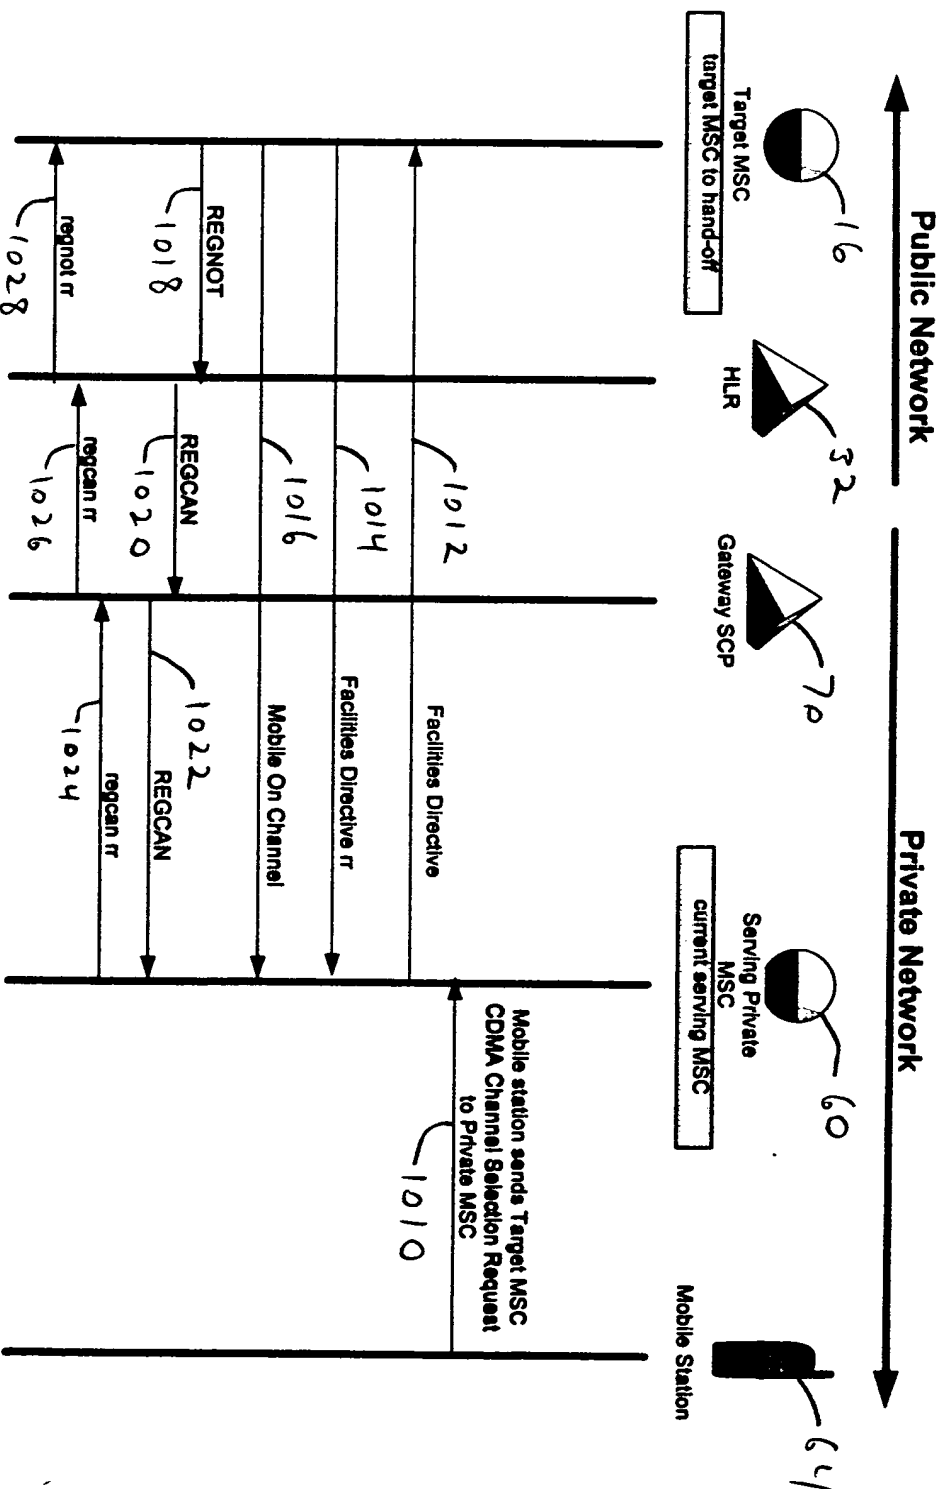 Public Network
Private Network
16
32
70
60
64
Target MSC
target MSC to hand-off
HLR
Gateway SCP
Serving Private
MSC
current serving MSC
Mobile Station
Mobile station sends Target MSC
CDMA Channel Selection Request
to Private MSC
1010
1012
Facilities Directive
1014
Facilities Directive rr
1016
Mobile On Channel
REGNOT
1018
REGCAN
1020
1022
REGCAN
regcan rr
1024
regcan rr
1026
regnot rr
1028